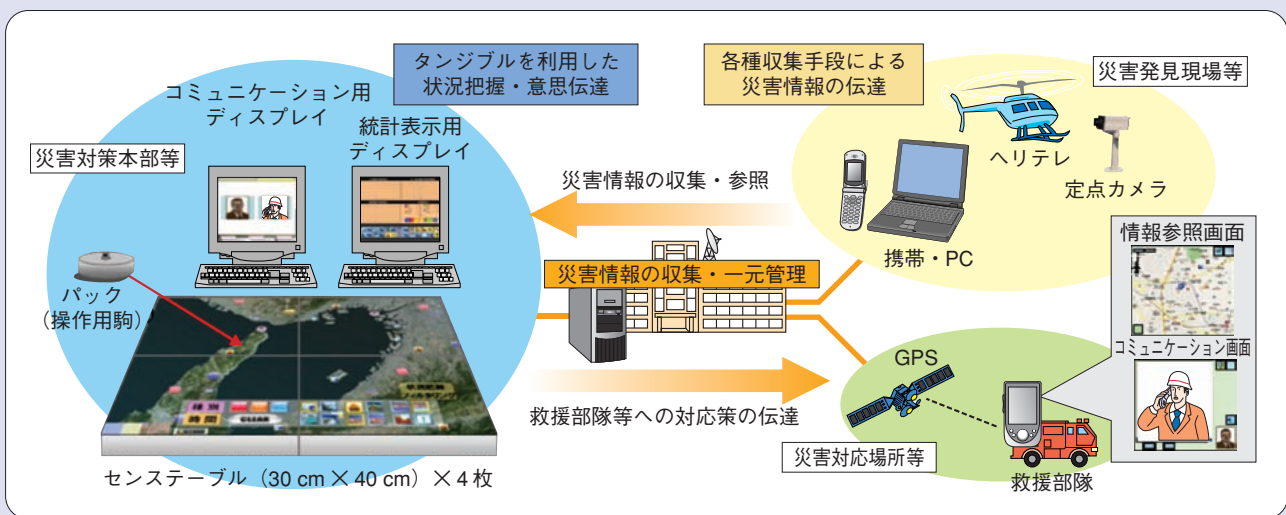 タンジブルを利用した
状況把握・意思伝達
各種収集手段による
災害情報の伝達
災害発見現場等
コミュニケーション用
ディスプレイ
統計表示用
ディスプレイ
災害対策本部等
ヘリテレ
定点カメラ
災害情報の収集・参照
携帯・PC
情報参照画面
パック
（操作用駒）
災害情報の収集・一元管理
コミュニケーション画面
GPS
救援部隊等への対応策の伝達
災害対応場所等
救援部隊
センステーブル（30 cm×40 cm）×4枚
種別
時間
CLEAR